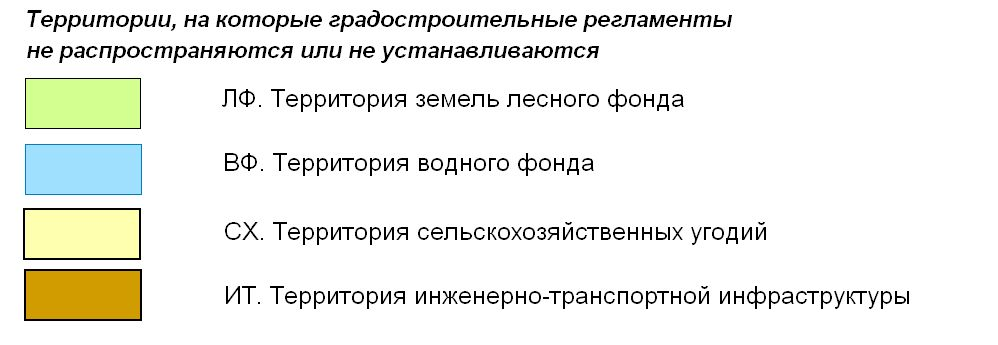 Территории, на которые градостроительные регламенты
не распространяются или не устанавливаются
ЛФ. Территория земель лесного фонда
ВФ. Территория водного фонда
СХ. Территория сельскохозяйственных угодий
ИТ. Территория инженерно-транспортной инфраструктуры